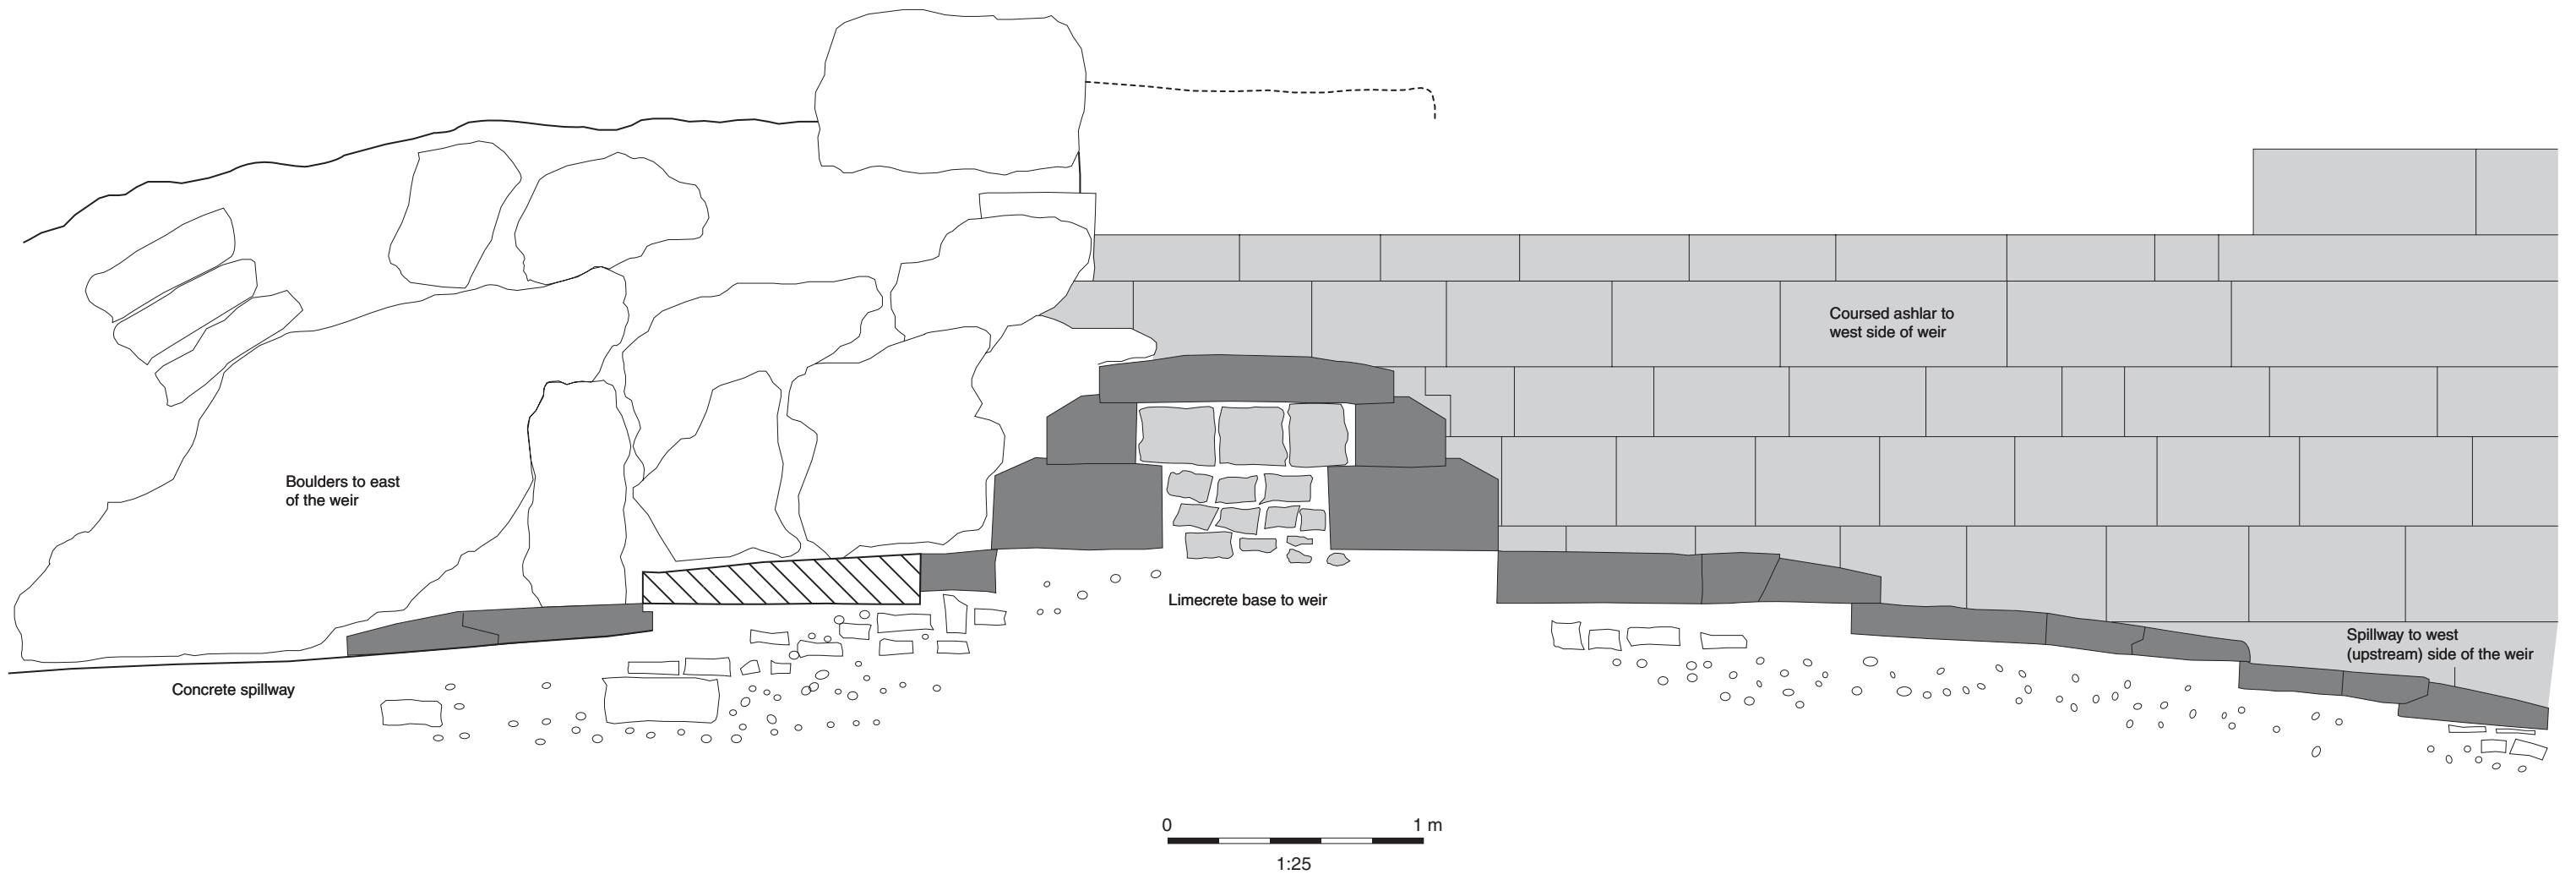 Coursed ashlar to
west side of weir
Boulders to east
of the weir
Limecrete base to weir
Spillway to west
(upstream) side of the weir
Concrete spillway
0 1 m
1:25